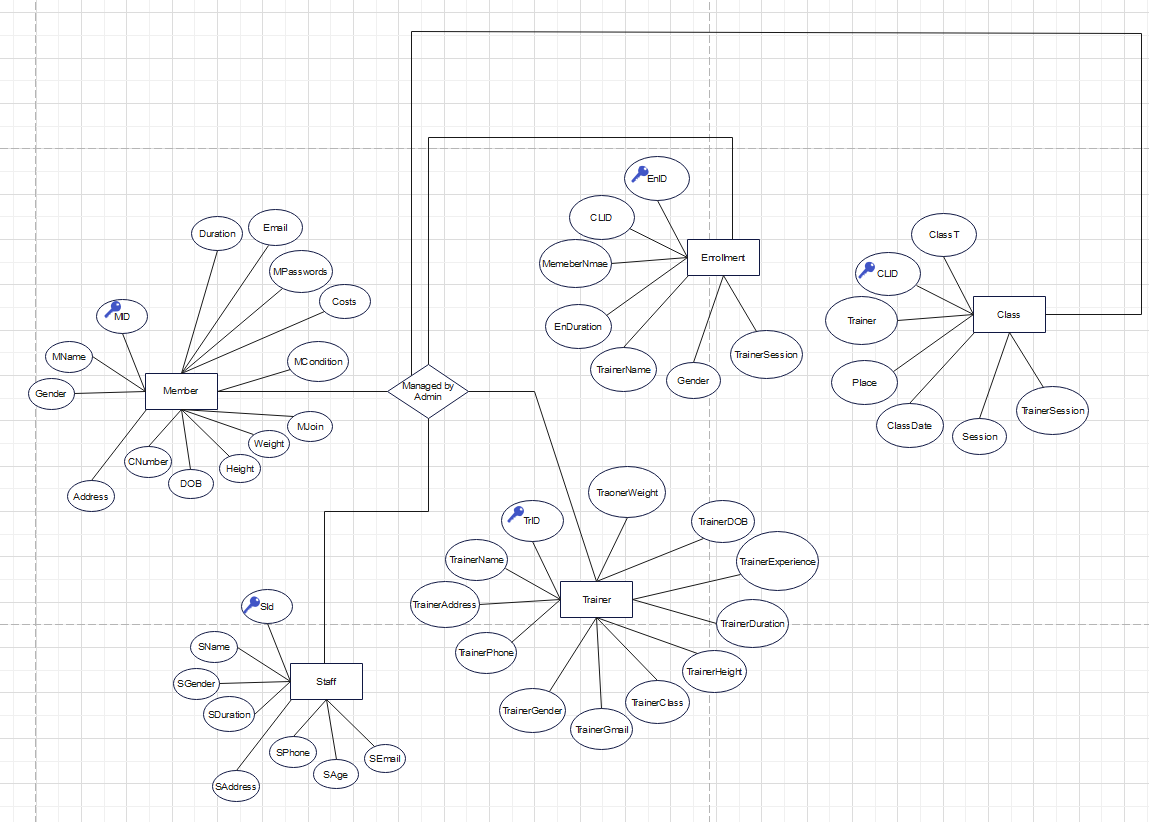 EnID
CLID
Enrollment
MemeberNmae
EnDuration
TrainerName
Gender
TrainerSession
ClassT
CLID
Trainer
Class
Place
ClassDate
Session
TrainerSession
Duration
Email
MPasswords
Costs
MID
MName
MCondition
Gender
Member
MJoin
Weight
Height
CNumber
DOB
Address
Managed by
Admin
TraonerWeight
TrID
TrainerDOB
TrainerName
TrainerExperience
TrainerAddress
Trainer
TrainerDuration
TrainerPhone
TrainerHeight
TrainerClass
TrainerGender
TrainerGmail
SId
SName
SGender
Staff
SDuration
SPhone
SEmail
SAge
SAddress